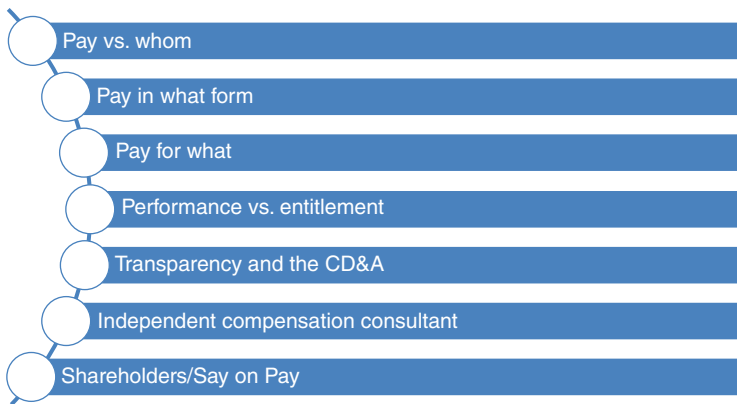 Pay vs. whom
Pay in what form
Pay for what
Performance vs. entitlement
Transparency and the CD&A
Independent compensation consultant
Shareholders/Say on Pay